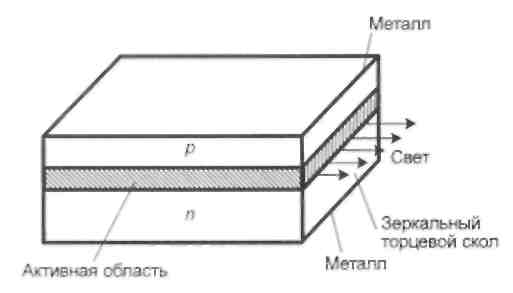 Металл
p
Свет
n
Зеркальный
торцевой скол
Металл
Активная область